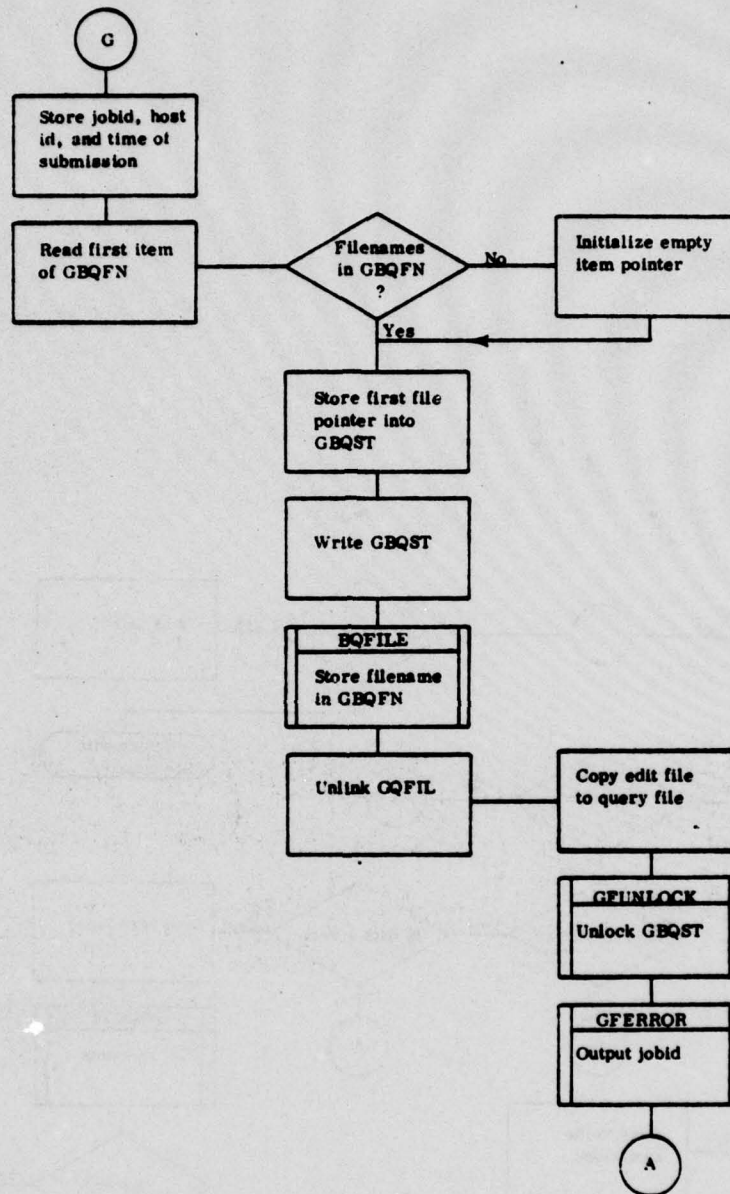 G
Store jobid, host
id, and time of
submission
Read first item
of GBQFN
Filenames
in GBQFN
?
No
Initialize empty
item pointer
Yes
Store first file
pointer into
GBQST
Write GBQST
BQFILE
Store filename
in GBQFN
Unlink GQFIL
Copy edit file
to query file
GFUNLOCK
Unlock GBQST
GFERROR
Output jobid
A